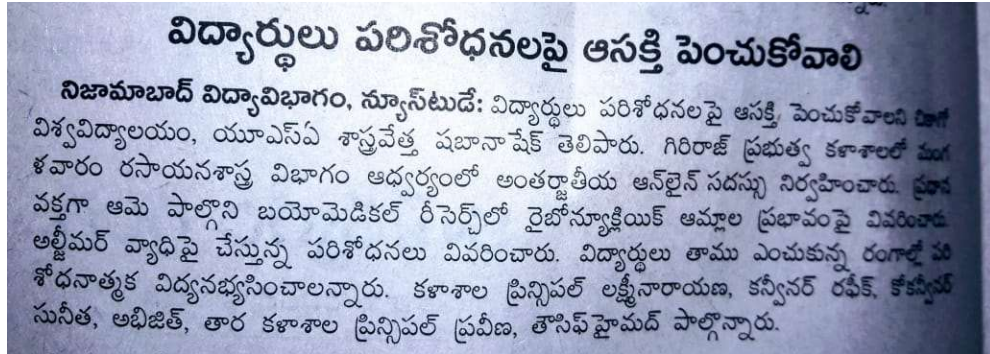 విద్యార్థులు పరిశోధనలపై ఆసక్తి పెంచుకోవాలి
నిజామాబాద్ విద్యావిభాగం, న్యూస్‌టుడే: విద్యార్థులు పరిశోధనలపై ఆసక్తి పెంచుకోవాలని
విశ్వవిద్యాలయం, యూఎస్ఏ శాస్త్రవేత్త షబానా షేక్ తెలిపారు. గిరిరాజ్ ప్రభుత్వ కళాశాలలో మంగ
ళవారం రసాయనశాస్త్ర విభాగం ఆధ్వర్యంలో అంతర్జాతీయ ఆన్‌లైన్ సదస్సు నిర్వహించారు. ప్రధాన
వక్తగా ఆమె పాల్గొని బయోమెడికల్ రీసెర్చ్‌లో రైబోన్యూక్లియిక్ ఆమ్లాల ప్రభావంపై వివరించారు.
అల్జీమర్ వ్యాధిపై చేస్తున్న పరిశోధనలు వివరించారు. విద్యార్థులు తాము ఎంచుకున్న రంగాల్లో పరి
శోధనాత్మక విద్యనభ్యసించాలన్నారు. కళాశాల ప్రిన్సిపల్ లక్ష్మీనారాయణ, కన్వీనర్ రఫీక్, కోకన్వీనర్
సునీత, అభిజిత్, తార కళాశాల ప్రిన్సిపల్ ప్రవీణ, తౌసిఫ్‌హైమద్ పాల్గొన్నారు.